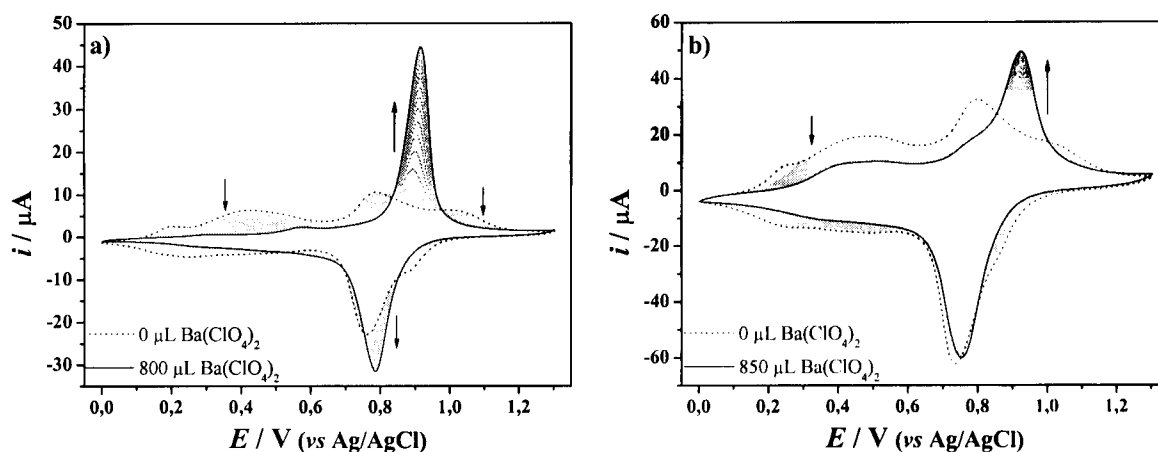 a)
50
40
30
20
10
0
-10
-20
-30
i / µA
0 µL Ba(ClO4)2
800 µL Ba(ClO4)2
0,0 0,2 0,4 0,6 0,8 1,0 1,2
E / V (vs Ag/AgCl)
b)
60
40
20
0
-20
-40
-60
i / µA
0 µL Ba(ClO4)2
850 µL Ba(ClO4)2
0,0 0,2 0,4 0,6 0,8 1,0 1,2
E / V (vs Ag/AgCl)